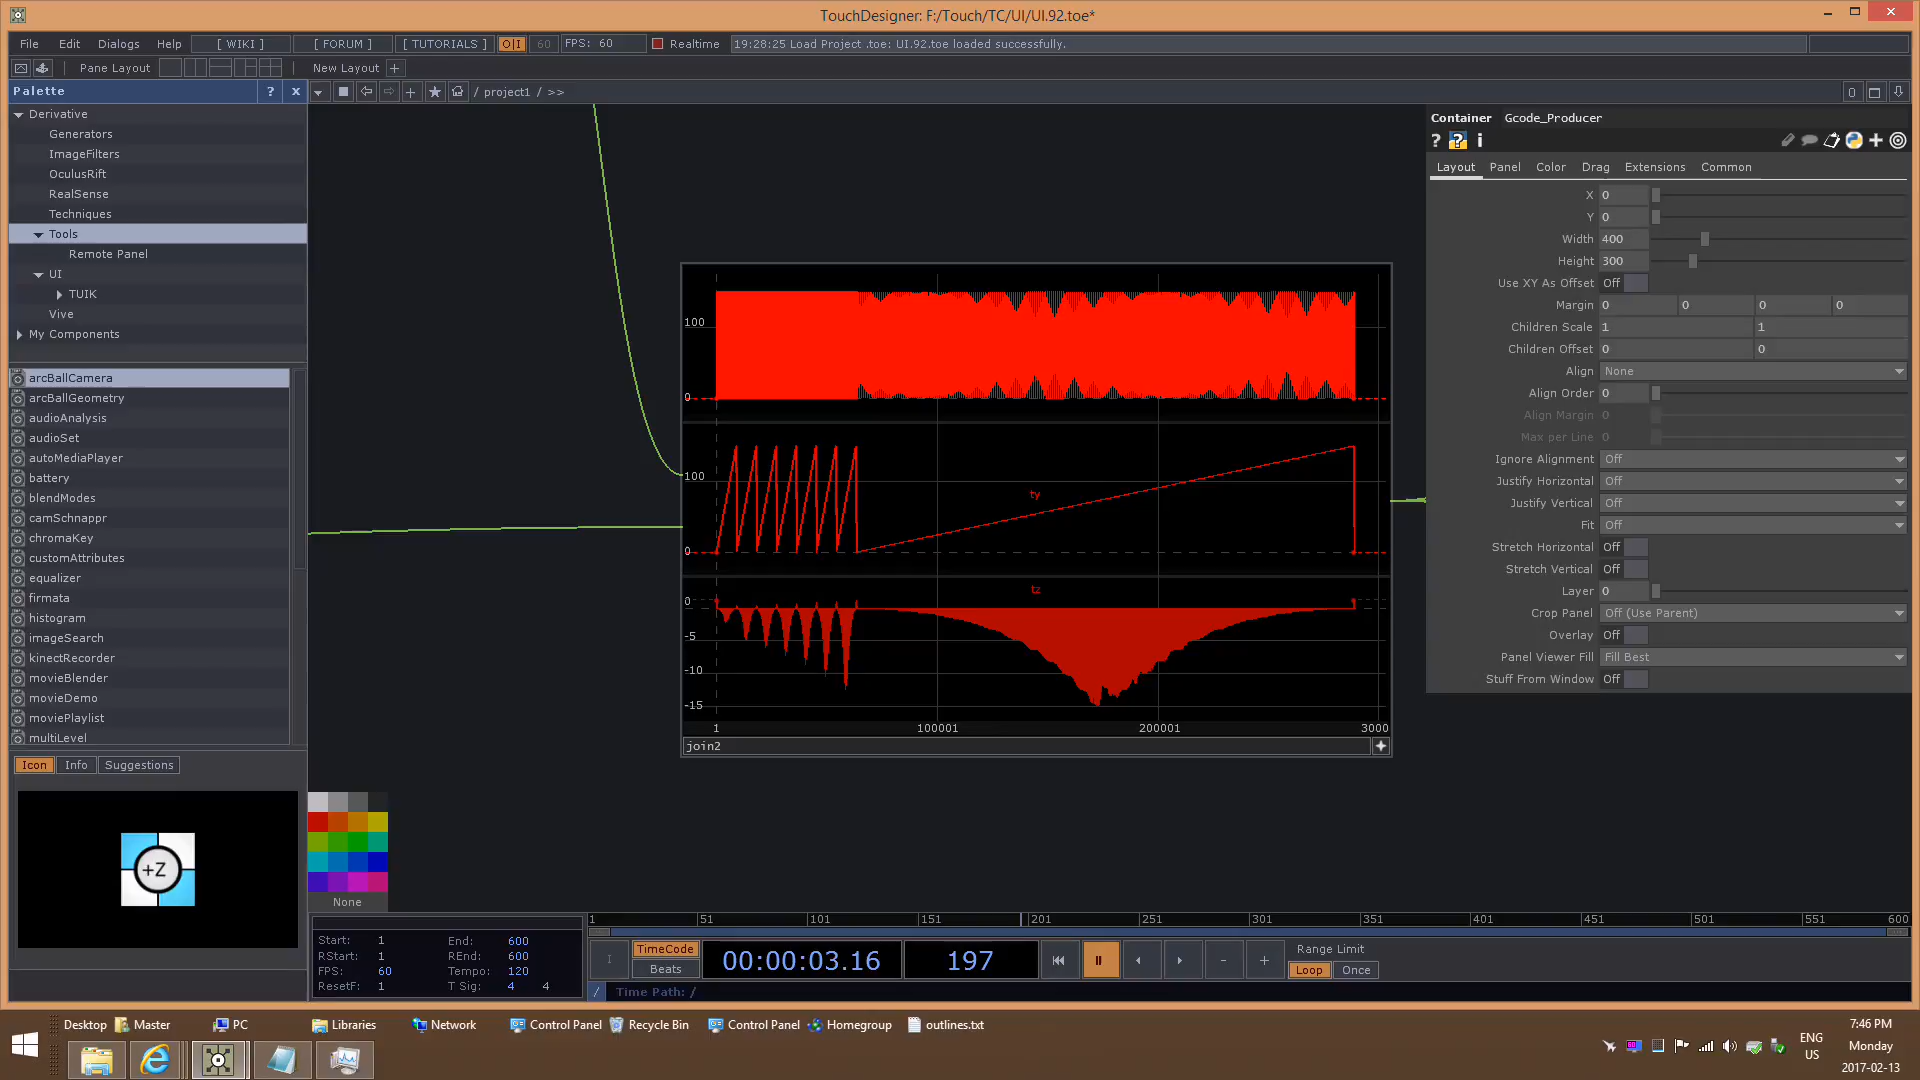 TouchDesigner: F:/Touch/TC/UI/UI.92.toe*
File Edit Dialogs Help [ WIKI ] [ FORUM ] [ TUTORIALS ] O|I 60 FPS: 60 Realtime 19:28:25 Load Project .toe: UI.92.toe loaded successfully.
Pane Layout New Layout +
Palette ? x / project1 / >> 0
Derivative
Generators
ImageFilters
OculusRift
RealSense
Techniques
Tools
Remote Panel
UI
TUIK
Vive
My Components
arcBallCamera
arcBallGeometry
audioAnalysis
audioSet
autoMediaPlayer
battery
blendModes
camSchnappr
chromaKey
customAttributes
equalizer
firmata
histogram
imageSearch
kinectRecorder
movieBlender
movieDemo
moviePlaylist
multiLevel
Icon Info Suggestions
+Z
None
100
0
100
ty
0
tz
0
-5
-10
-15
1 100001 200001 3000
join2
Container Gcode_Producer
? ? i
Layout Panel Color Drag Extensions Common
X 0
Y 0
Width 400
Height 300
Use XY As Offset Off
Margin 0 0 0 0
Children Scale 1 1
Children Offset 0 0
Align None
Align Order 0
Align Margin 0
Max per Line 0
Ignore Alignment Off
Justify Horizontal Off
Justify Vertical Off
Fit Off
Stretch Horizontal Off
Stretch Vertical Off
Layer 0
Crop Panel Off (Use Parent)
Overlay Off
Panel Viewer Fill Fill Best
Stuff From Window Off
1 51 101 151 201 251 301 351 401 451 501 551 600
Start: 1 End: 600
RStart: 1 REnd: 600
FPS: 60 Tempo: 120
ResetF: 1 T Sig: 4 4
TimeCode
Beats
00:00:03.16 197
- +
Range Limit
Loop Once
/ Time Path: /
Desktop Master PC Libraries Network Control Panel Recycle Bin Control Panel Homegroup outlines.txt
ENG
US
7:46 PM
Monday
2017-02-13